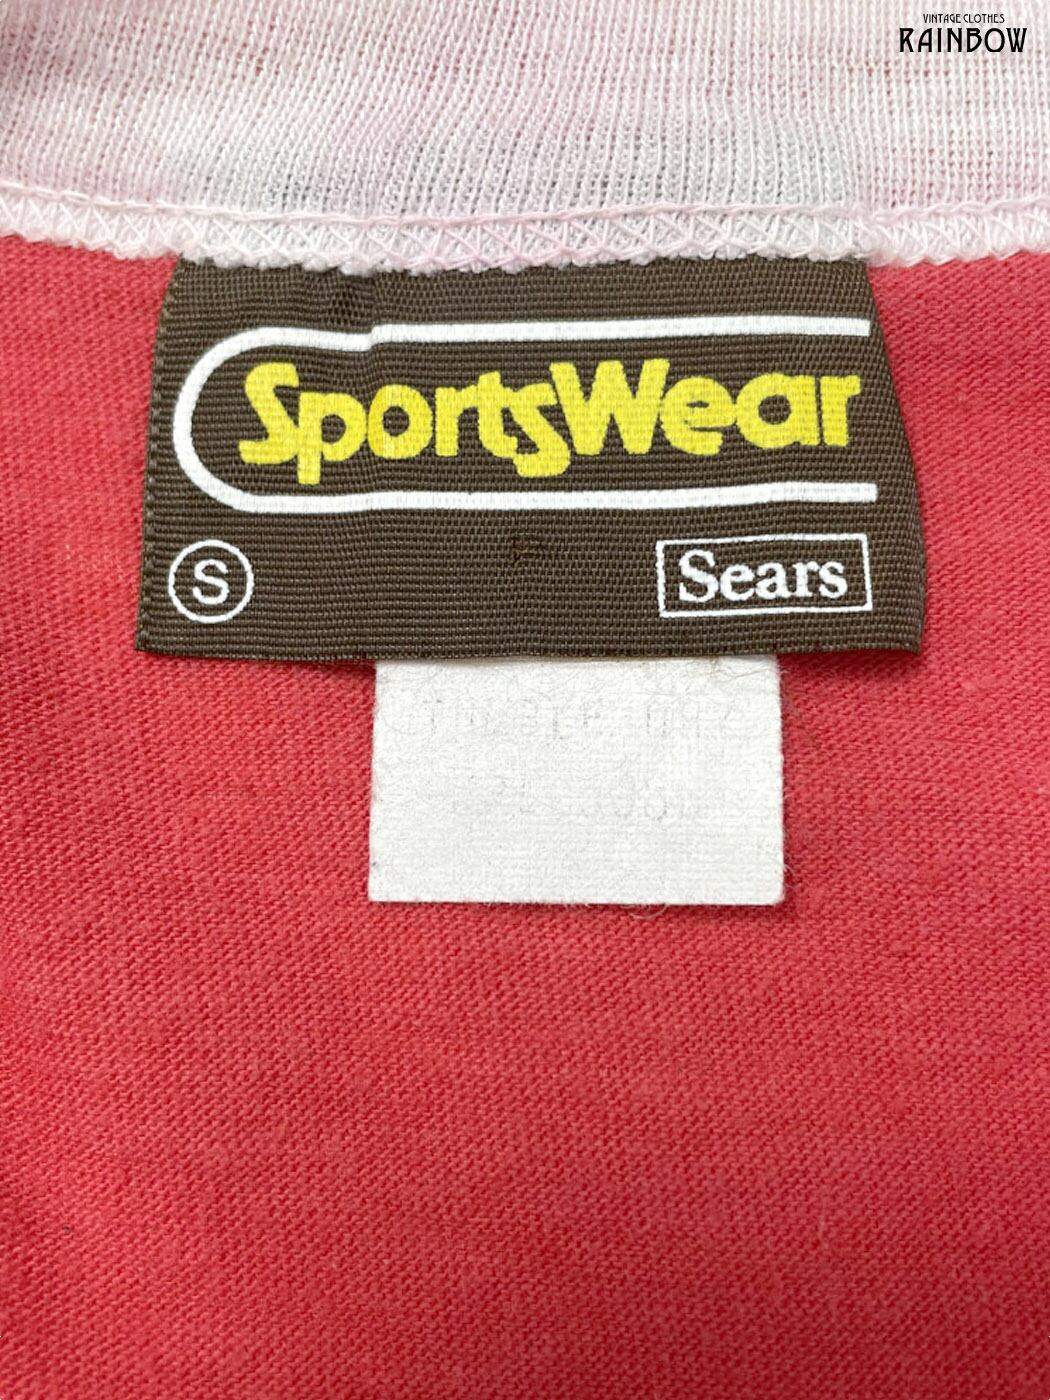 VINTAGE CLOTHES
RAINBOW
SportsWear
S
Sears